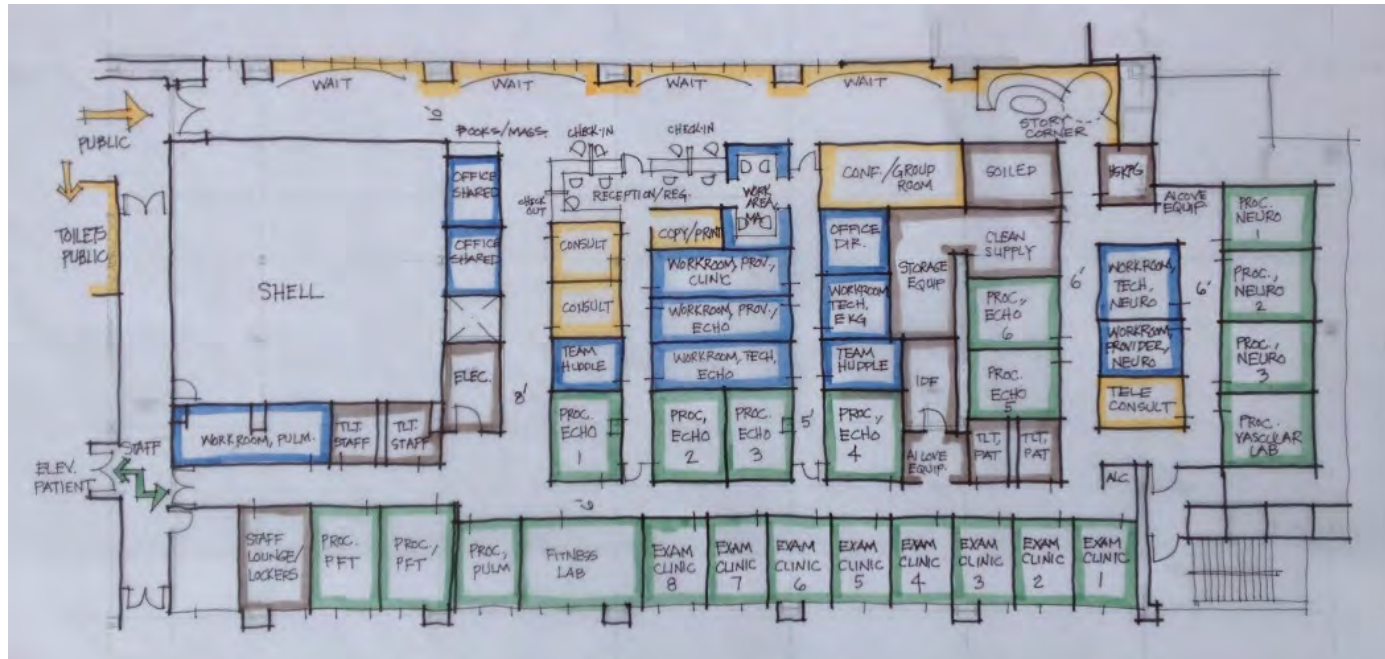 WAIT
WAIT
WAIT
WAIT
STORY
CORNER
PUBLIC
10'
BOOKS/MAGS.
CHECK-IN
CHECK-IN
OFFICE
SHARED
RECEPTION/REG.
CHECK
OUT
WORK
AREA,
MA
CONF./GROUP
ROOM
SOILED
HSKPG
ALCOVE
EQUIP.
PROC.
NEURO
1
TOILETS
PUBLIC
SHELL
OFFICE
SHARED
CONSULT
COPY/PRINT
OFFICE
DIR.
CLEAN
SUPPLY
STORAGE
EQUIP
WORKROOM, PROV.,
CLINIC
CONSULT
WORKROOM, PROV.,
ECHO
WORKROOM
TECH,
EKG
PROC.,
ECHO
6
6'
WORKROOM,
TECH,
NEURO
6'
PROC.,
NEURO
2
ELEC.
8'
TEAM
HUDDLE
WORKROOM, TECH,
ECHO
TEAM
HUDDLE
IDF
PROC.
ECHO
5
WORKROOM,
PROVIDER,
NEURO
PROC.,
NEURO
3
TELE
CONSULT
WORKROOM, PULM.
TLT.
STAFF
TLT.
STAFF
PROC.
ECHO
1
PROC,
ECHO
2
PROC.,
ECHO
3
5'
PROC.,
ECHO
4
ALCOVE
EQUIP.
TLT,
PAT
TLT,
PAT
PROC.
VASCULAR
LAB
STAFF
ELEV.
PATIENT
ALC.
STAFF
LOUNGE/
LOCKERS
PROC.
PFT
PROC./
PFT
PROC,
PULM
FITNESS
LAB
EXAM
CLINIC
8
EXAM
CLINIC
7
EXAM
CLINIC
6
EXAM
CLINIC
5
EXAM
CLINIC
4
EXAM
CLINIC
3
EXAM
CLINIC
2
EXAM
CLINIC
1